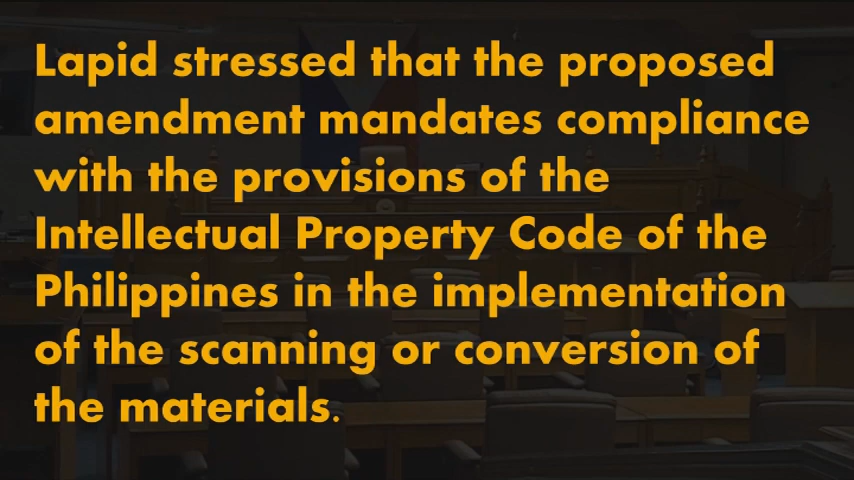 Lapid stressed that the proposed
amendment mandates compliance
with the provisions of the
Intellectual Property Code of the
Philippines in the implementation
of the scanning or conversion of
the materials.